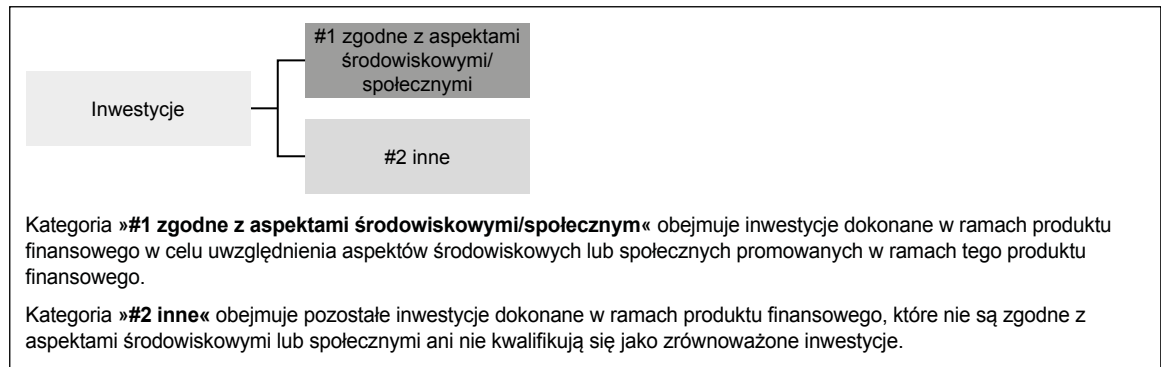 #1 zgodne z aspektami
środowiskowymi/
społecznymi
Inwestycje
#2 inne
Kategoria »#1 zgodne z aspektami środowiskowymi/społecznym« obejmuje inwestycje dokonane w ramach produktu
finansowego w celu uwzględnienia aspektów środowiskowych lub społecznych promowanych w ramach tego produktu
finansowego.
Kategoria »#2 inne« obejmuje pozostałe inwestycje dokonane w ramach produktu finansowego, które nie są zgodne z
aspektami środowiskowymi lub społecznymi ani nie kwalifikują się jako zrównoważone inwestycje.